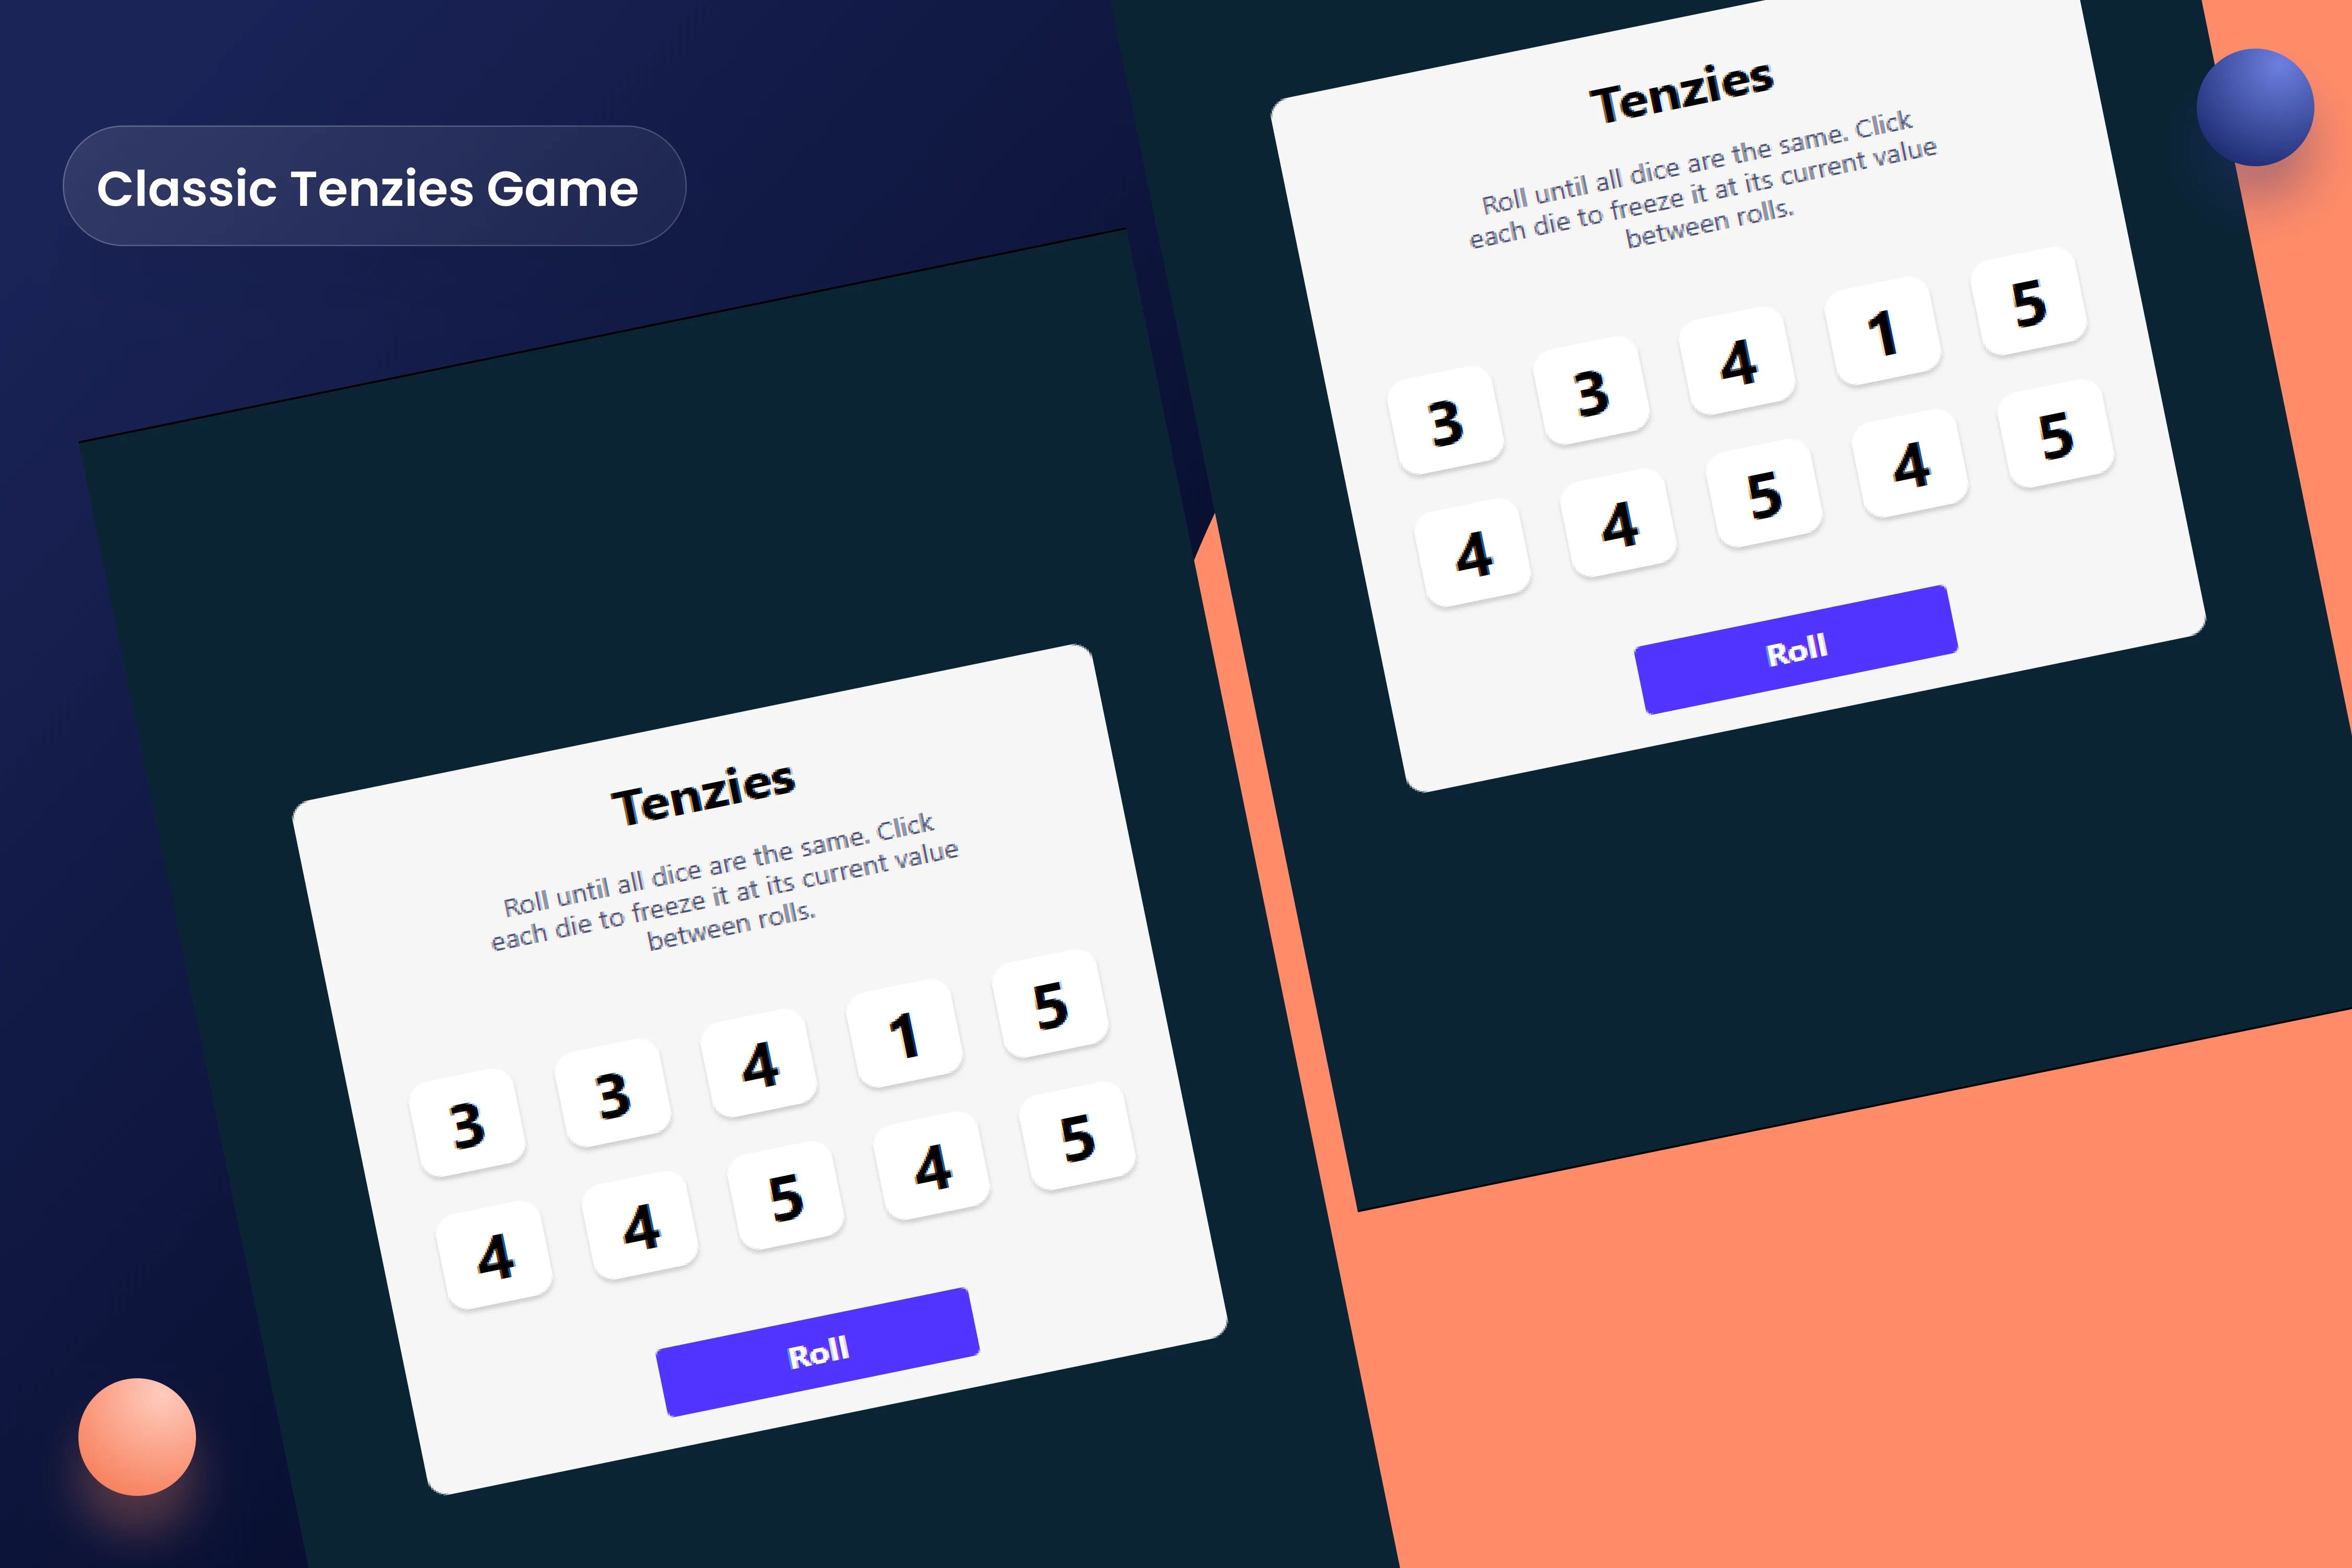 Classic Tenzies Game
Tenzies
Roll until all dice are the same. Click
each die to freeze it at its current value
between rolls.
3 3 4 1 5
4 4 5 4 5
Roll
Tenzies
Roll until all dice are the same. Click
each die to freeze it at its current value
between rolls.
3 3 4 1 5
4 4 5 4 5
Roll